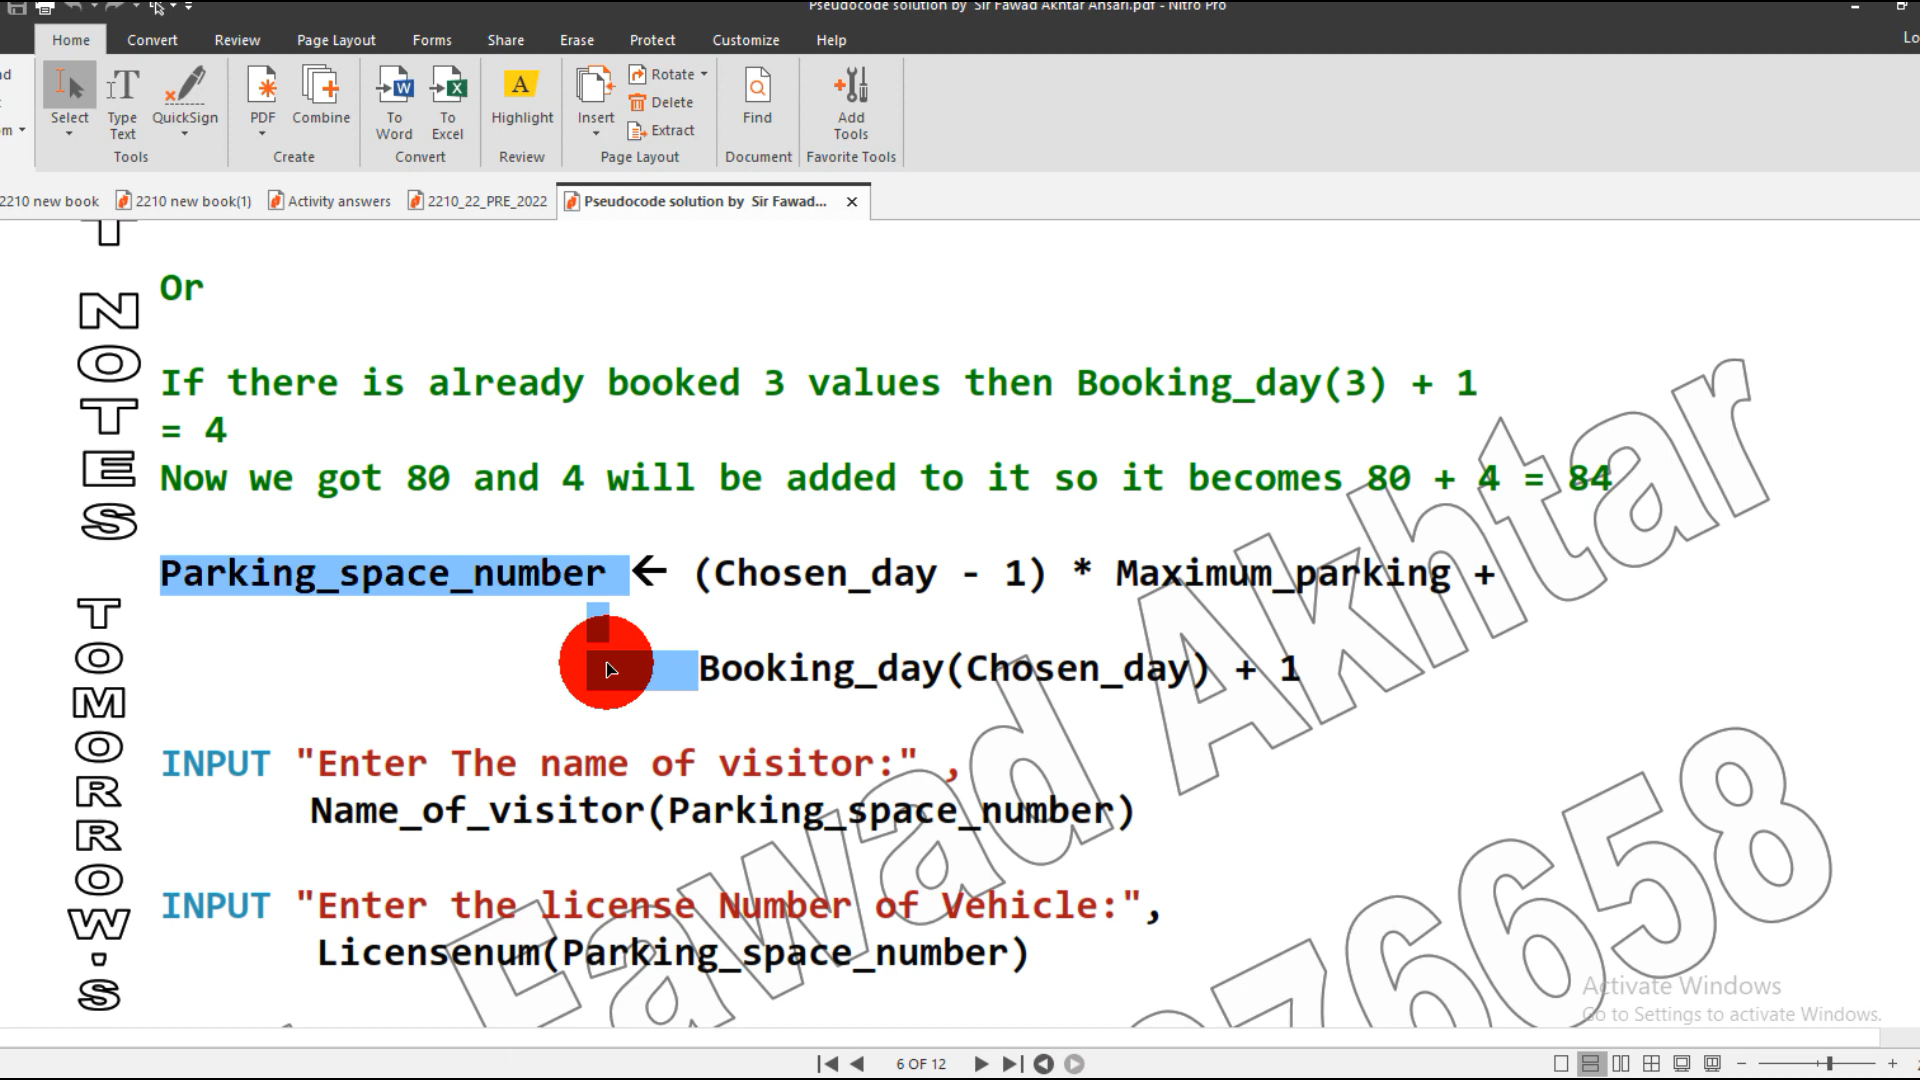 Pseudocode solution by Sir Fawad Akhtar Ansari.pdf - Nitro Pro
Home Convert Review Page Layout Forms Share Erase Protect Customize Help
Lo
Select
Type Text
QuickSign
Tools
PDF
Combine
Create
To Word
To Excel
Convert
Highlight
Review
Insert
Rotate
Delete
Extract
Page Layout
Find
Document
Add Tools
Favorite Tools
2210 new book
2210 new book(1)
Activity answers
2210_22_PRE_2022
Pseudocode solution by Sir Fawad...
T NOTES TOMORROW'S
Or
If there is already booked 3 values then Booking_day(3) + 1
= 4
Now we got 80 and 4 will be added to it so it becomes 80 + 4 = 84
Parking_space_number ← (Chosen_day - 1) * Maximum_parking +
Booking_day(Chosen_day) + 1
INPUT "Enter The name of visitor:" ,
Name_of_visitor(Parking_space_number)
INPUT "Enter the license Number of Vehicle:",
Licensenum(Parking_space_number)
Fawad Akhtar
76658
Activate Windows
Go to Settings to activate Windows.
6 OF 12